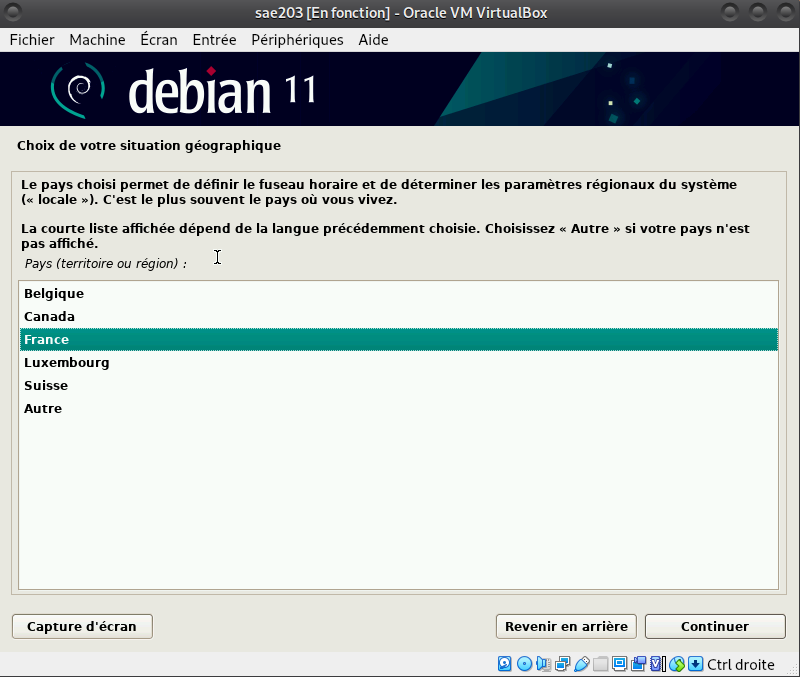 sae203 [En fonction] - Oracle VM VirtualBox
Fichier Machine Écran Entrée Périphériques Aide
debian 11
Choix de votre situation géographique
Le pays choisi permet de définir le fuseau horaire et de déterminer les paramètres régionaux du système
(« locale »). C'est le plus souvent le pays où vous vivez.
La courte liste affichée dépend de la langue précédemment choisie. Choisissez « Autre » si votre pays n'est
pas affiché.
Pays (territoire ou région) :
Belgique
Canada
France
Luxembourg
Suisse
Autre
Capture d'écran Revenir en arrière Continuer
Ctrl droite